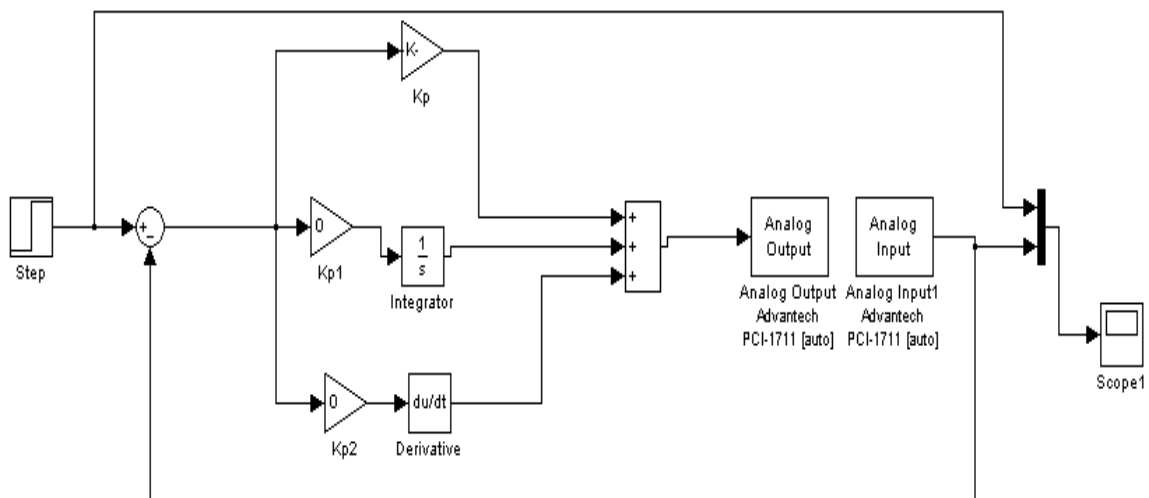 K-
Kp
Step
+
-
0
Kp1
1
s
Integrator
0
Kp2
du/dt
Derivative
+
+
+
Analog
Output
Analog Output
Advantech
PCI-1711 [auto]
Analog
Input
Analog Input1
Advantech
PCI-1711 [auto]
Scope1